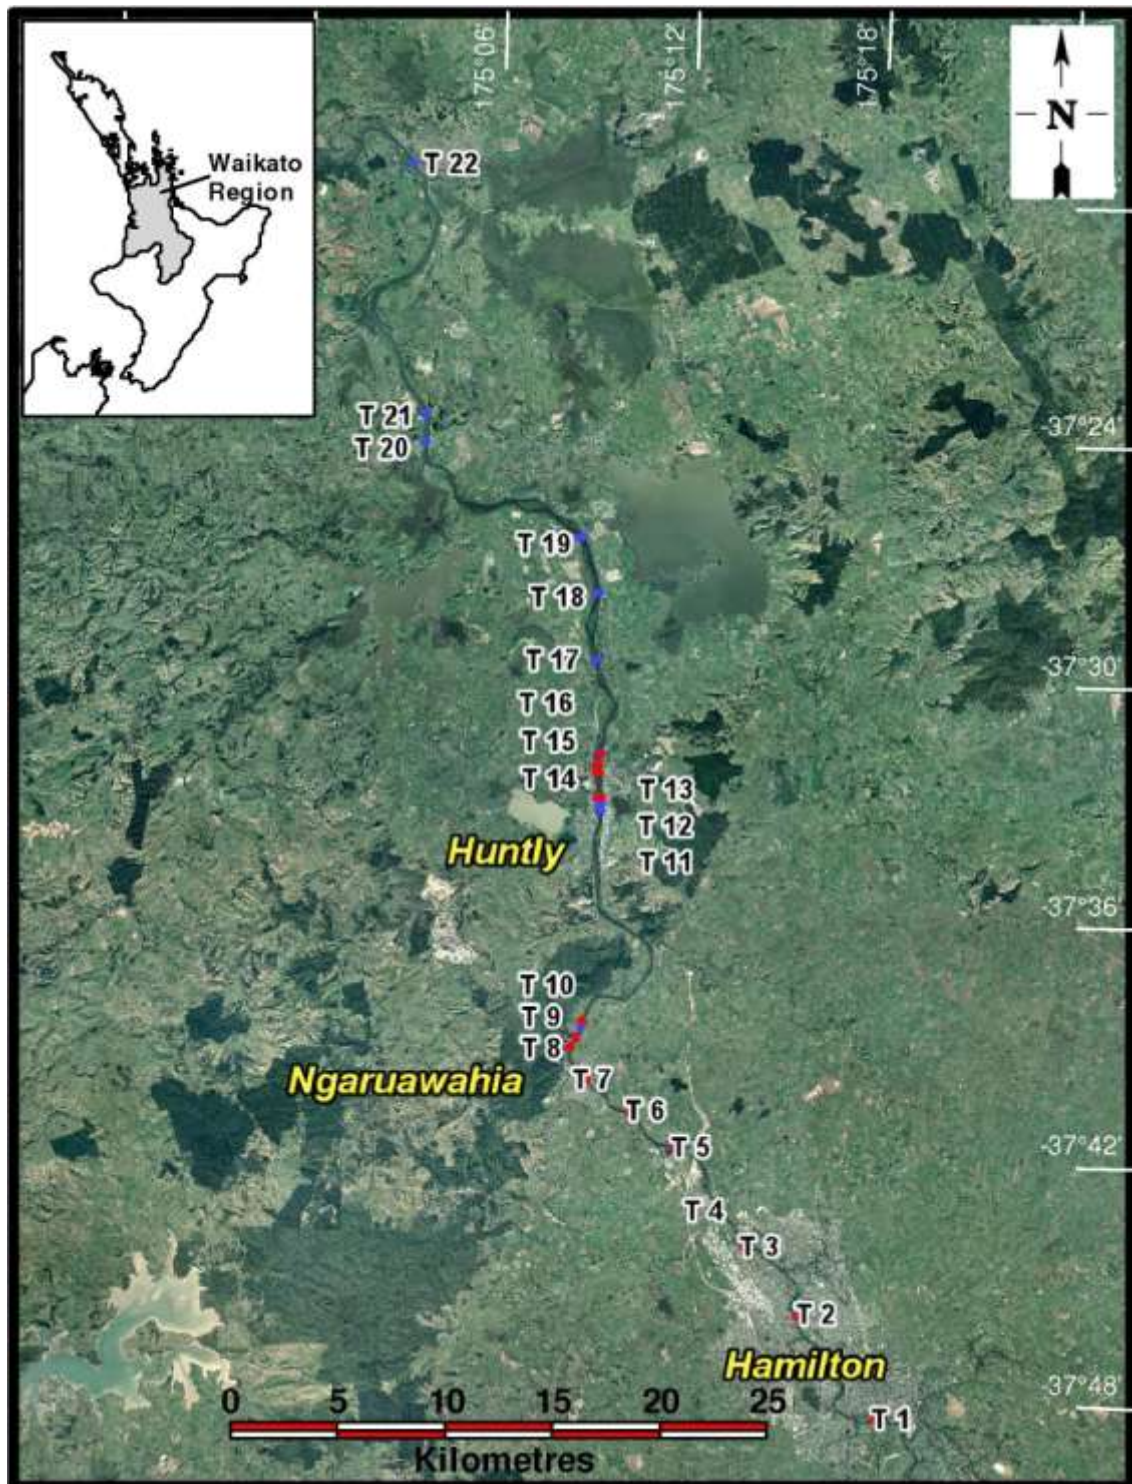 175°06'
175°12'
175°18'
N
Waikato
Region
T 22
T 21
T 20
-37°24'
T 19
T 18
T 17
-37°30'
T 16
T 15
T 14
T 13
T 12
T 11
Huntly
-37°36'
T 10
T 9
T 8
Ngaruawahia
T 7
T 6
T 5
-37°42'
T 4
T 3
T 2
Hamilton
-37°48'
T 1
0 5 10 15 20 25
Kilometres